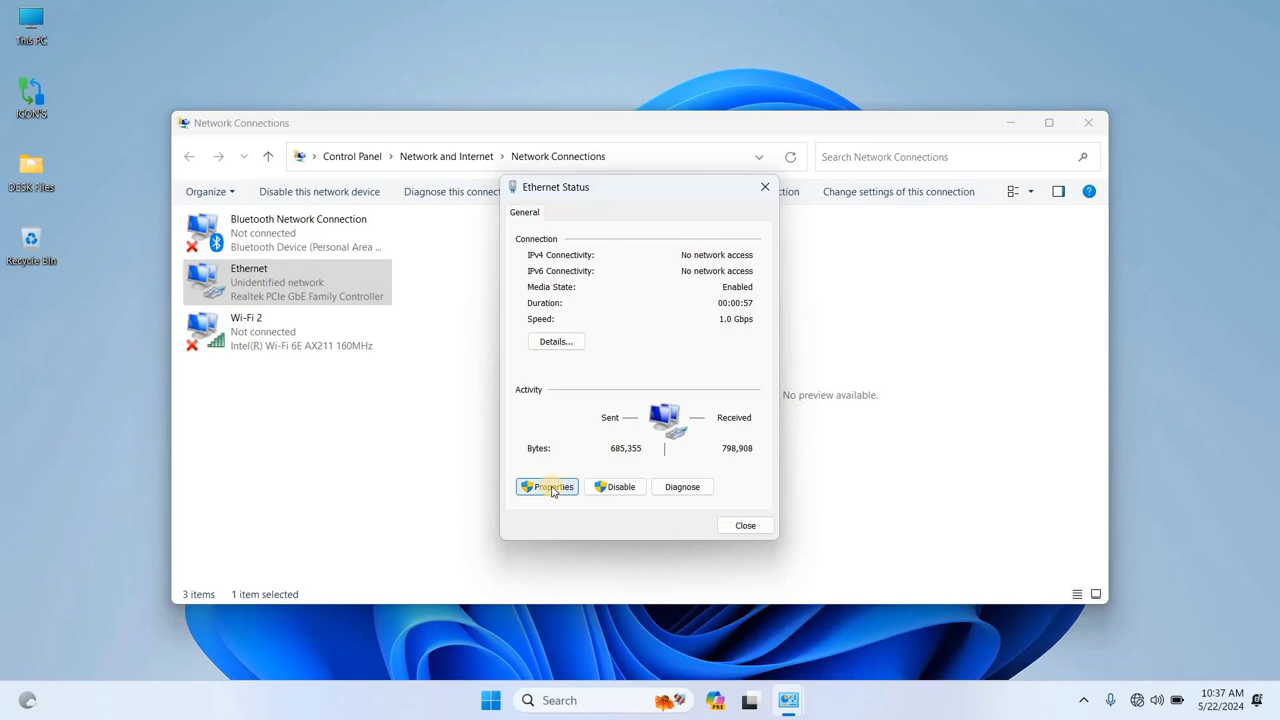 This PC
ICON'S
DESK Files
Recycle Bin
Network Connections
Control Panel > Network and Internet > Network Connections
Search Network Connections
Organize
Disable this network device
Diagnose this connec
tion
Change settings of this connection
Bluetooth Network Connection
Not connected
Bluetooth Device (Personal Area ...
Ethernet
Unidentified network
Realtek PCIe GbE Family Controller
Wi-Fi 2
Not connected
Intel(R) Wi-Fi 6E AX211 160MHz
No preview available.
Ethernet Status
General
Connection
IPv4 Connectivity: No network access
IPv6 Connectivity: No network access
Media State: Enabled
Duration: 00:00:57
Speed: 1.0 Gbps
Details...
Activity
Sent Received
Bytes: 685,355 798,908
Properties Disable Diagnose
Close
3 items 1 item selected
Search
PRE
10:37 AM
5/22/2024